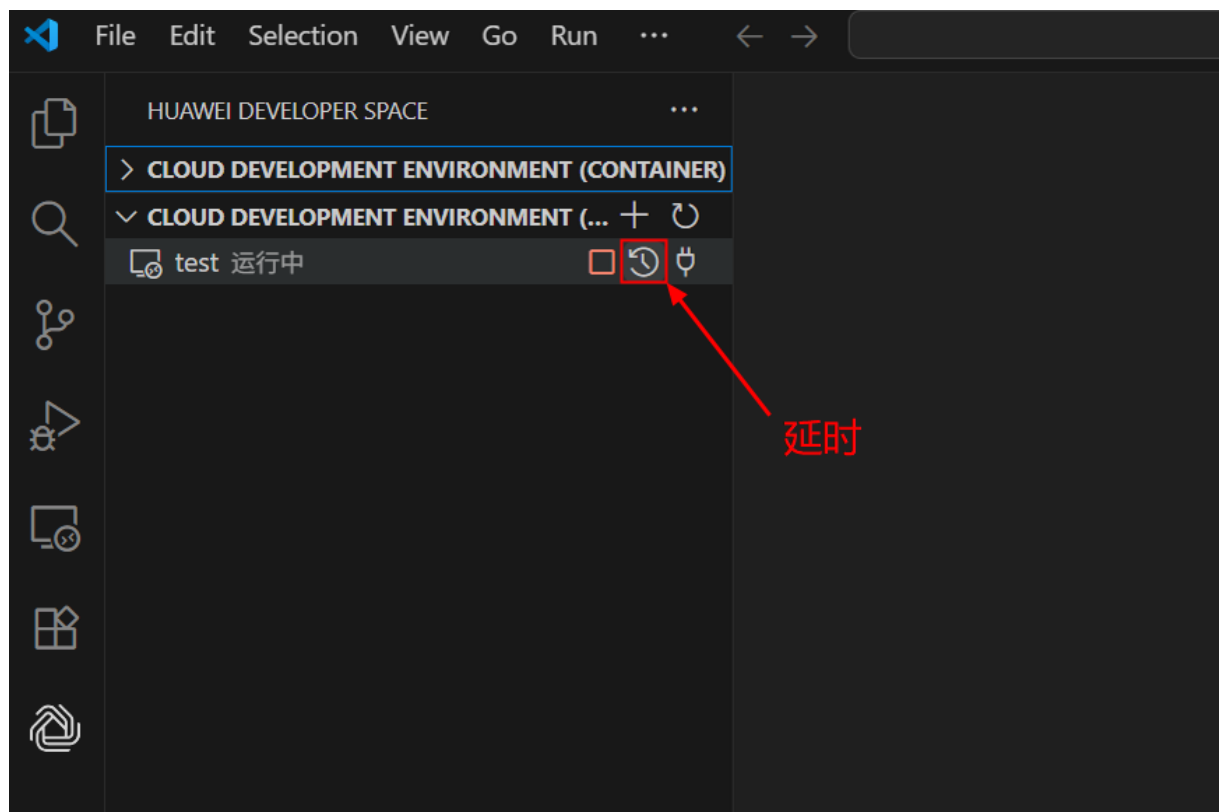 File Edit Selection View Go Run ···
HUAWEI DEVELOPER SPACE ···
CLOUD DEVELOPMENT ENVIRONMENT (CONTAINER)
CLOUD DEVELOPMENT ENVIRONMENT (...
test 运行中
延时